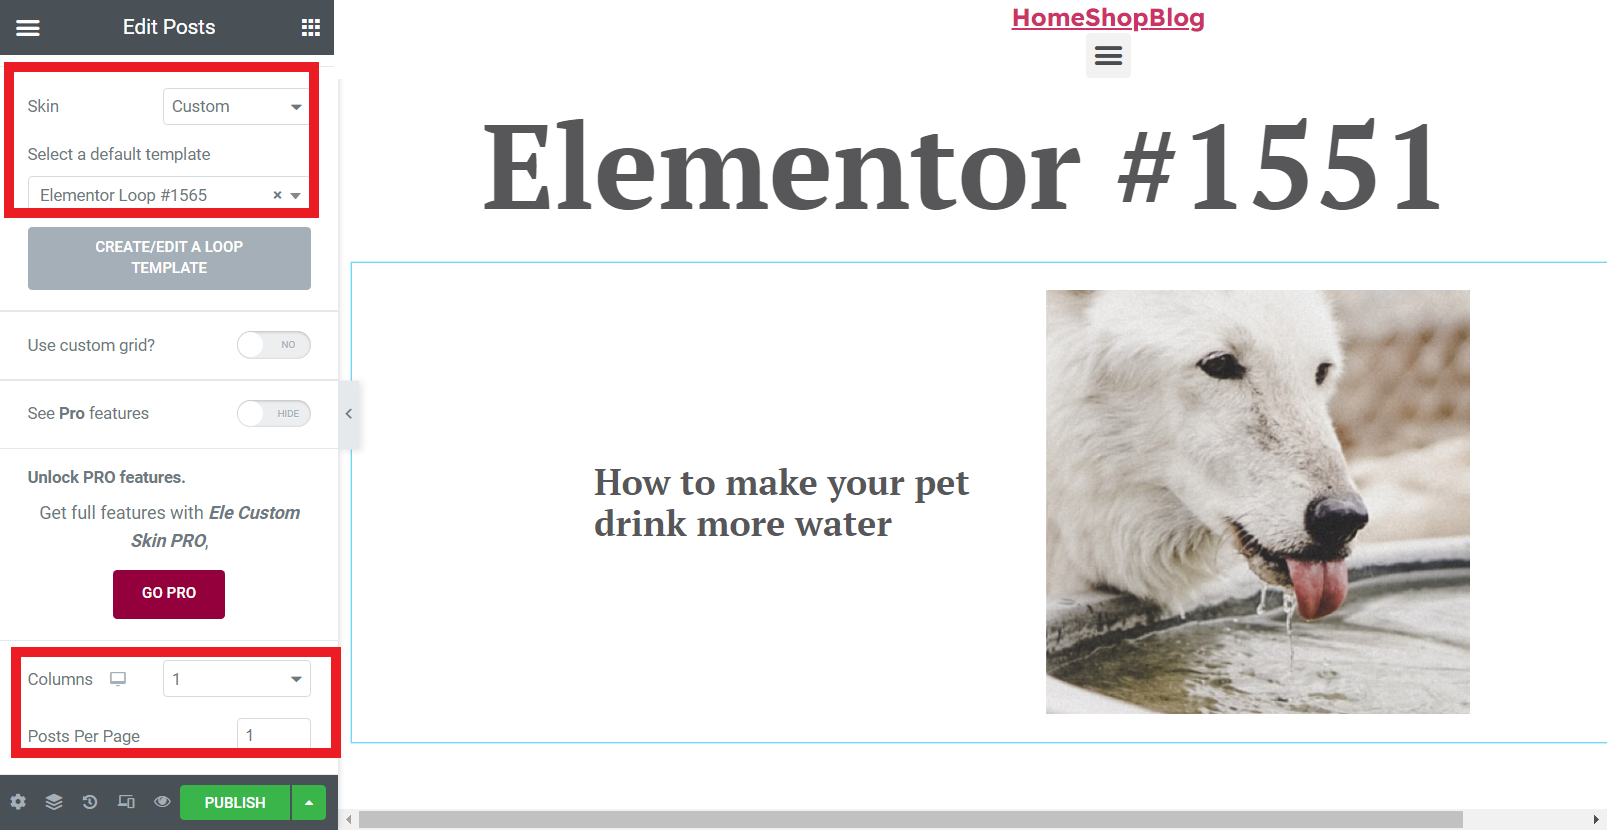 Edit Posts
Skin
Custom
Select a default template
Elementor Loop #1565 ×
CREATE/EDIT A LOOP
TEMPLATE
Use custom grid?
NO
See Pro features
HIDE
Unlock PRO features.
Get full features with Ele Custom
Skin PRO,
GO PRO
Columns
1
Posts Per Page
1
PUBLISH
HomeShopBlog
Elementor #1551
How to make your pet
drink more water